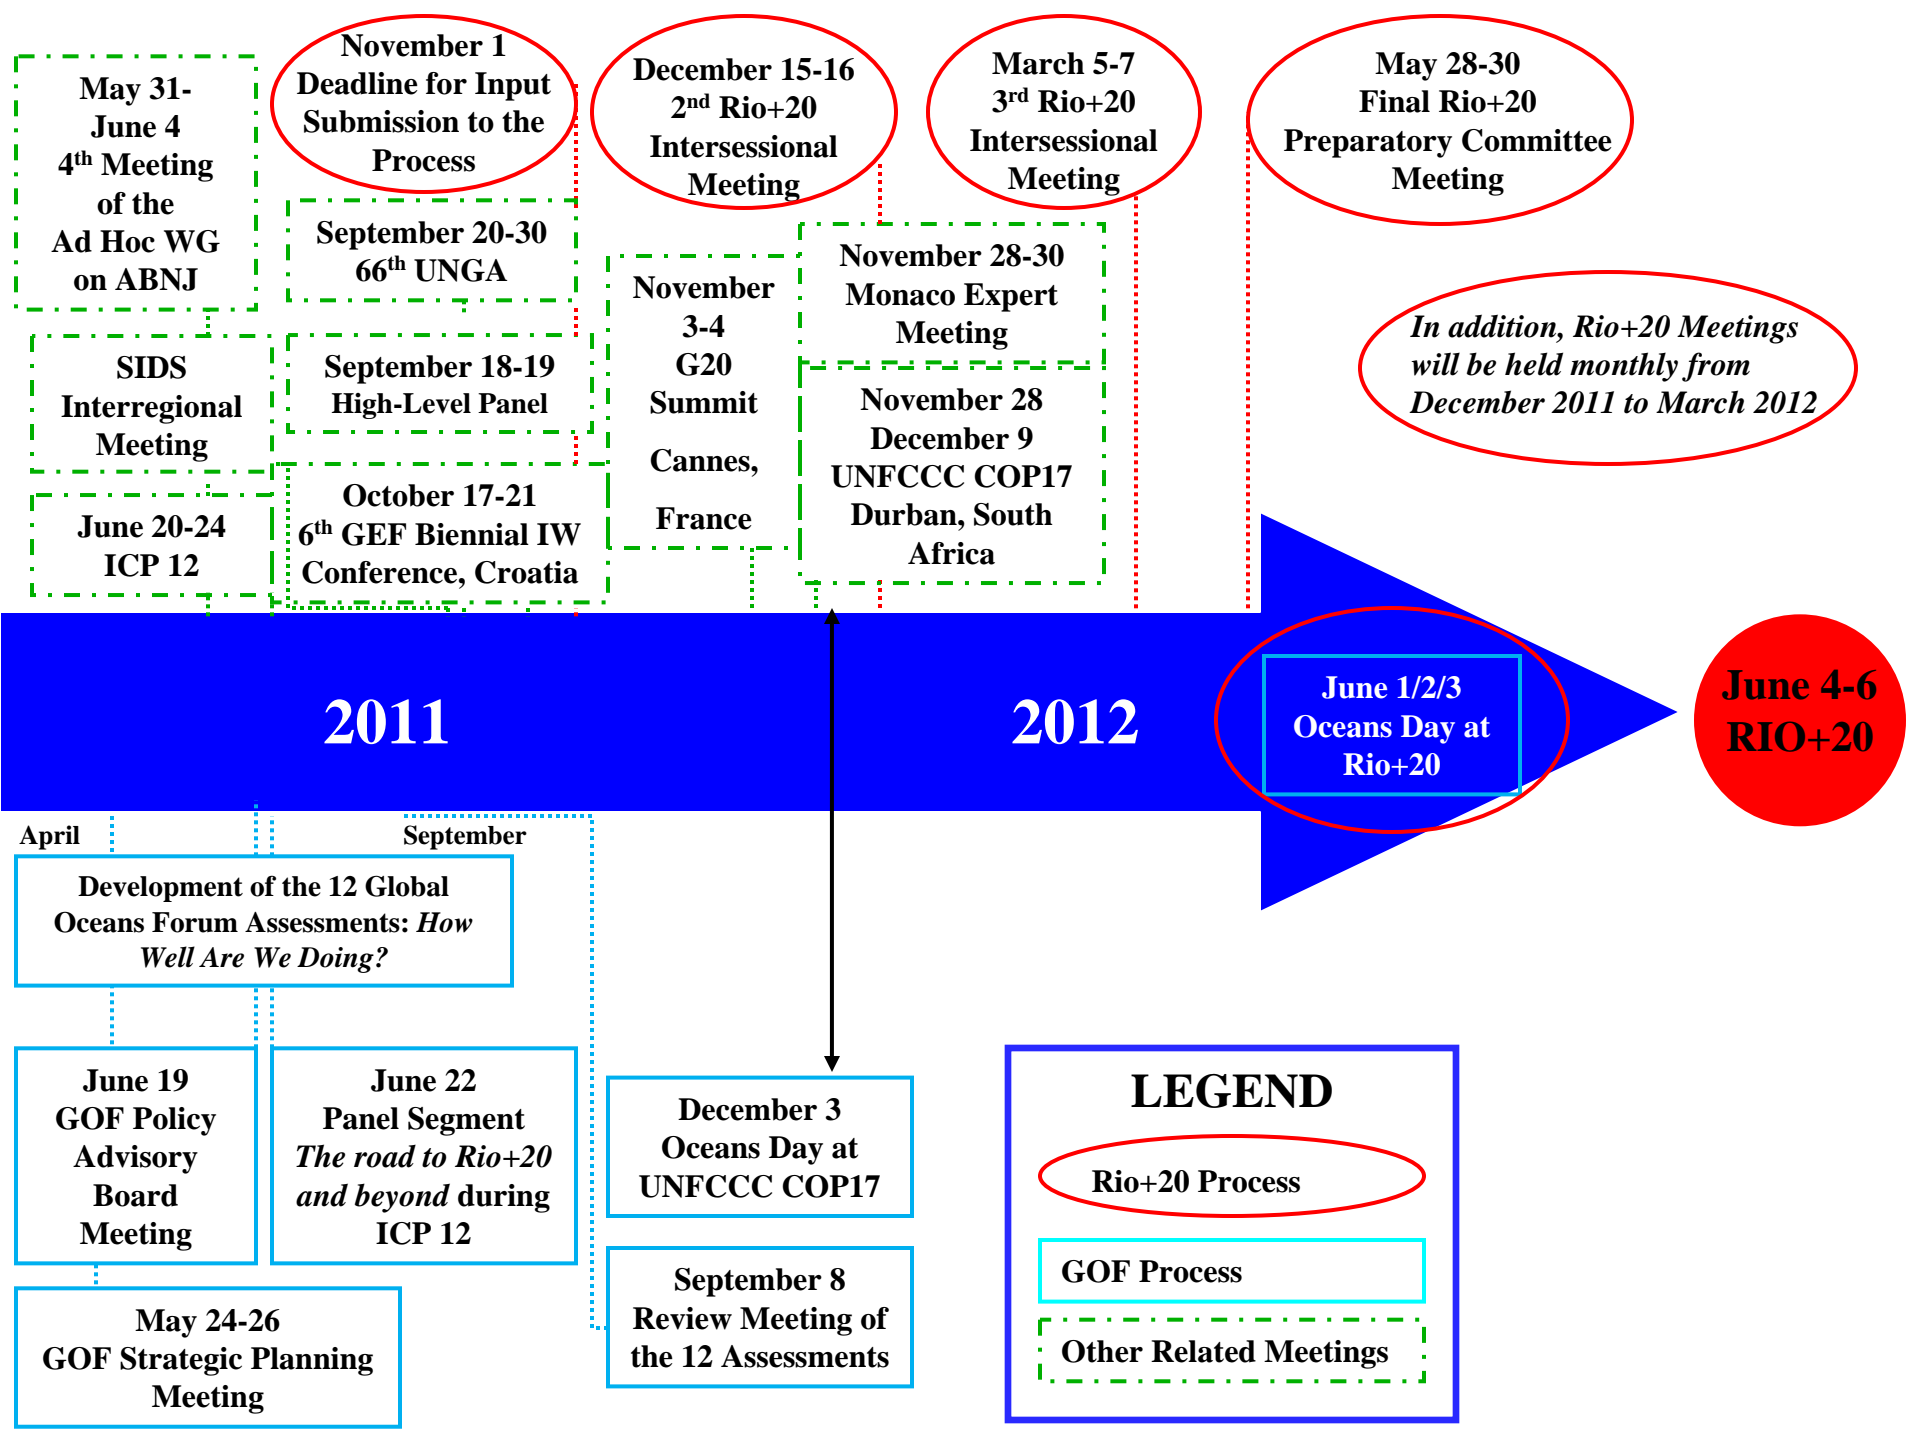 May 31-
June 4
4th Meeting
of the
Ad Hoc WG
on ABNJ
SIDS
Interregional
Meeting
June 20-24
ICP 12
November 1
Deadline for Input
Submission to the
Process
September 20-30
66th UNGA
September 18-19
High-Level Panel
October 17-21
6th GEF Biennial IW
Conference, Croatia
December 15-16
2nd Rio+20
Intersessional
Meeting
November
3-4
G20
Summit
Cannes,
France
November 28-30
Monaco Expert
Meeting
November 28
December 9
UNFCCC COP17
Durban, South
Africa
March 5-7
3rd Rio+20
Intersessional
Meeting
May 28-30
Final Rio+20
Preparatory Committee
Meeting
In addition, Rio+20 Meetings
will be held monthly from
December 2011 to March 2012
2011
2012
June 1/2/3
Oceans Day at
Rio+20
June 4-6
RIO+20
April
September
Development of the 12 Global
Oceans Forum Assessments: How
Well Are We Doing?
June 19
GOF Policy
Advisory
Board
Meeting
June 22
Panel Segment
The road to Rio+20
and beyond during
ICP 12
May 24-26
GOF Strategic Planning
Meeting
December 3
Oceans Day at
UNFCCC COP17
September 8
Review Meeting of
the 12 Assessments
LEGEND
Rio+20 Process
GOF Process
Other Related Meetings